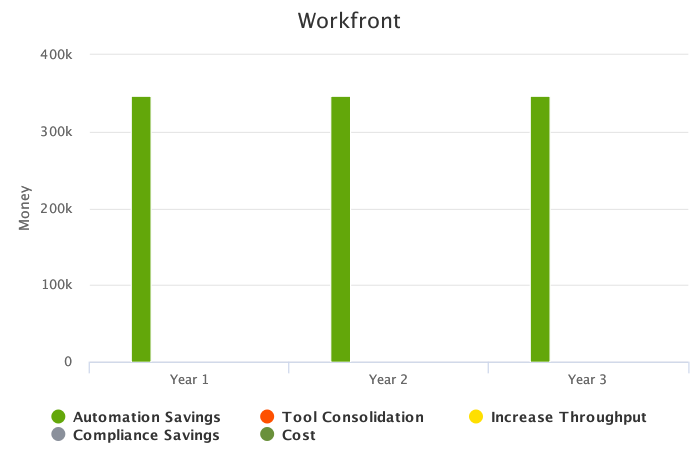 Workfront
400k
300k
200k
100k
0
Money
Year 1 Year 2 Year 3
Automation Savings Tool Consolidation Increase Throughput
Compliance Savings Cost